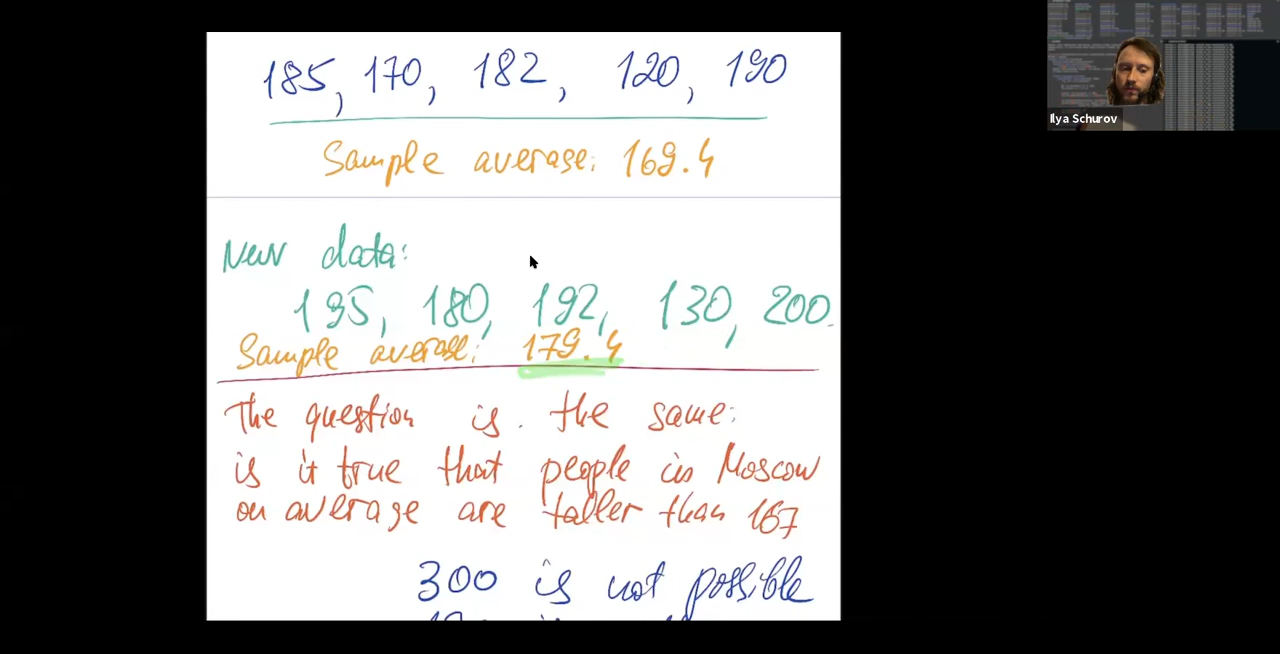 185, 170, 182, 120, 190
Sample average: 169.4
Ilya Schurov
New data:
195, 180, 192, 130, 200.
Sample average: 179.4
The question is the same:
is it true that people in Moscow
on average are taller than 167
300 is not possible